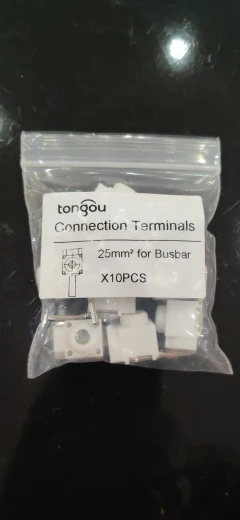 tongou
Connection Terminals
25mm² for Busbar
X10PCS